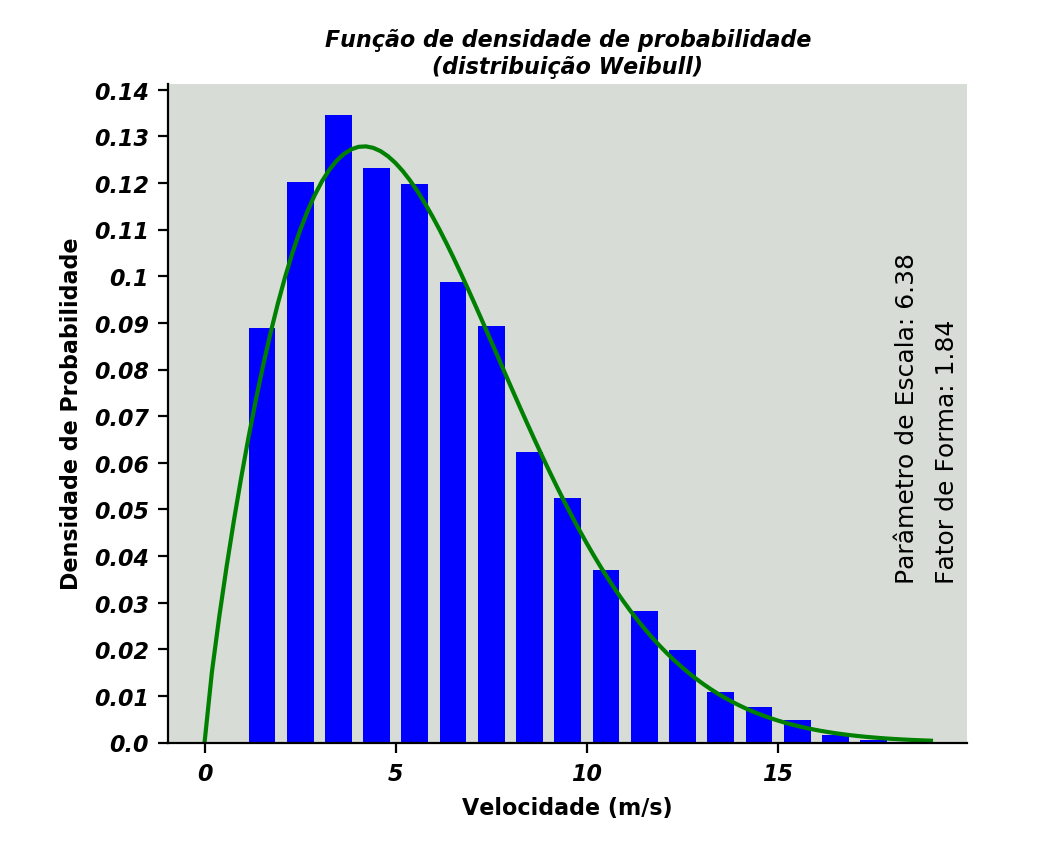 Função de densidade de probabilidade
(distribuição Weibull)
0.14
0.13
0.12
0.11
0.1
0.09
0.08
0.07
0.06
0.05
0.04
0.03
0.02
0.01
0.0
Densidade de Probabilidade
Parâmetro de Escala: 6.38
Fator de Forma: 1.84
0 5 10 15
Velocidade (m/s)